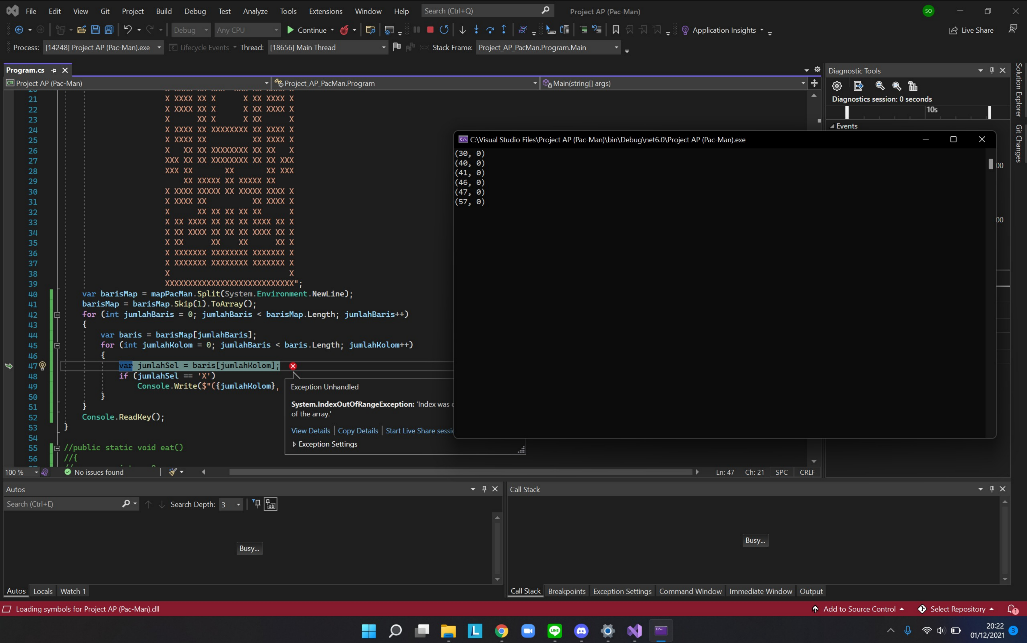 File Edit View Git Project Build Debug Test Analyze Tools Extensions Window Help Search (Ctrl+Q) Project AP (Pac-Man) SO
Debug Any CPU Continue Application Insights Live Share
Process: [14248] Project AP (Pac-Man).exe Lifecycle Events Thread: [18656] Main Thread Stack Frame: Project_AP_PacMan.Program.Main
Program.cs
Project AP (Pac-Man) Project_AP_PacMan.Program Main(string[] args)
21 X XXXX XX X X XX XXXX X
22 X XXXX XX X X XX XXXX X
23 X XX X X XX X
24 X XXXX XX XXXXXXXX XX XXXX X
25 X XXXX XX XX XXXX X
26 X XX XX XXXXXXXX XX XX X
27 XXX XX XX XXXXXXXX XX XX XXX
28 XXX XX XX XX XXX
29 XX XXXXX XX XXXXX XX
30 X XXXX XXXXX XX XXXXX XXXX X
31 X XXXX XXXXX XX XXXXX XXXX X
32 X XX XX X
33 X XX XXXX XX XX XX XXXX XX X
34 X XX XXXX XX XX XX XXXX XX X
35 X XX XX XX XX X
36 X XXXXXXX XXXXXXXX XXXXXXX X
37 X XXXXXXX XXXXXXXX XXXXXXX X
38 X X
39 XXXXXXXXXXXXXXXXXXXXXXXXXXXX";
40 var barisMap = mapPacMan.Split(System.Environment.NewLine);
41 barisMap = barisMap.Skip(1).ToArray();
42 for (int jumlahBaris = 0; jumlahBaris < barisMap.Length; jumlahBaris++)
43 {
44 var baris = barisMap[jumlahBaris];
45 for (int jumlahKolom = 0; jumlahBaris < baris.Length; jumlahKolom++)
46 {
47 var jumlahSel = baris[jumlahKolom];
48 if (jumlahSel == 'X')
49 Console.Write($"({jumlahKolom},
50 }
51 }
52 Console.ReadKey();
53 }
54
55 //public static void eat()
56 //{
Exception Unhandled
System.IndexOutOfRangeException: 'Index was
of the array.'
View Details Copy Details Start Live Share sessi
Exception Settings
C:\Visual Studio Files\Project AP (Pac-Man)\bin\Debug\net6.0\Project AP (Pac-Man).exe
(30, 0)
(40, 0)
(41, 0)
(46, 0)
(47, 0)
(57, 0)
Diagnostic Tools
Diagnostics session: 0 seconds
10s
Events
Solution Explorer
Git Changes
100 % No issues found Ln: 47 Ch: 21 SPC CRLF
Autos
Search (Ctrl+E) Search Depth: 3
Busy...
Autos Locals Watch 1
Call Stack
Busy...
Call Stack Breakpoints Exception Settings Command Window Immediate Window Output
Loading symbols for Project AP (Pac-Man).dll Add to Source Control Select Repository
20:22
01/12/2021